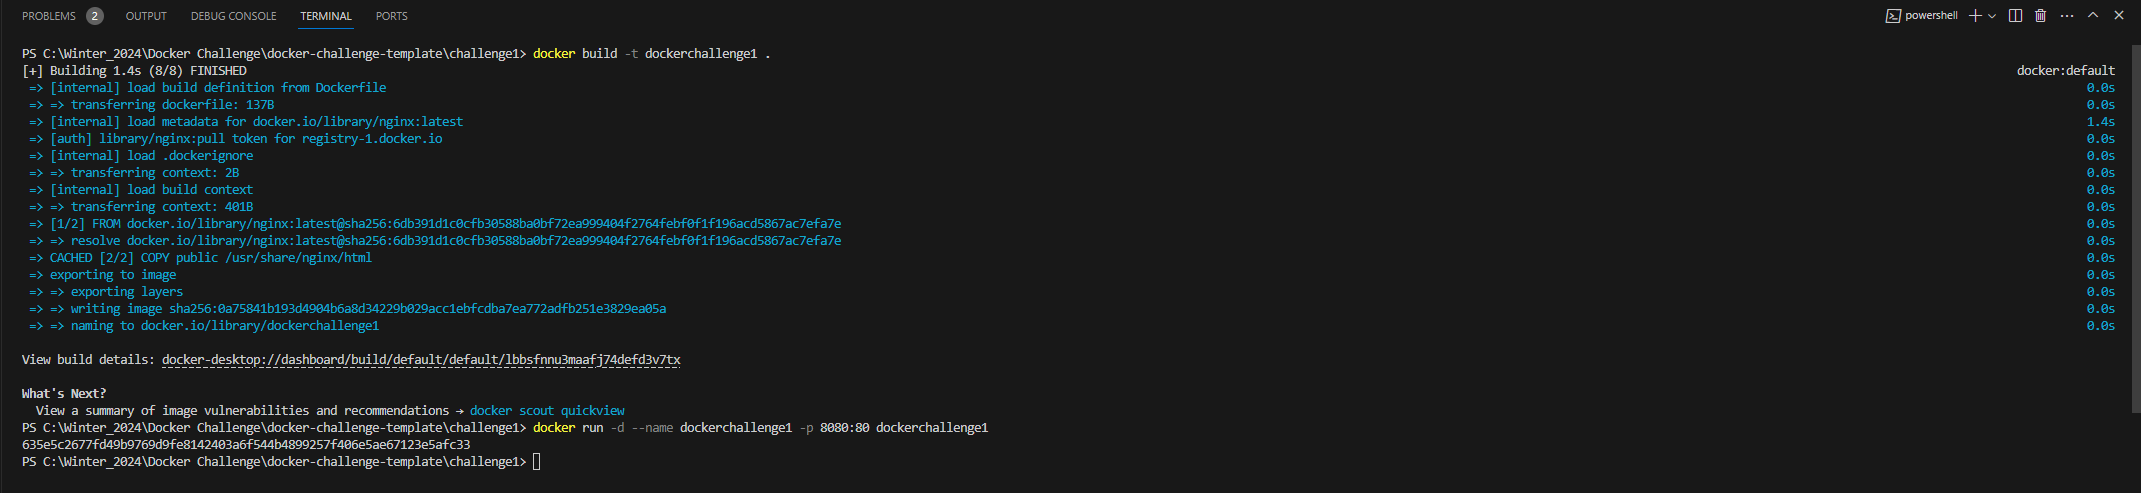 PROBLEMS 2 OUTPUT DEBUG CONSOLE TERMINAL PORTS powershell
PS C:\Winter_2024\Docker Challenge\docker-challenge-template\challenge1> docker build -t dockerchallenge1 .
[+] Building 1.4s (8/8) FINISHED docker:default
=> [internal] load build definition from Dockerfile 0.0s
=> => transferring dockerfile: 137B 0.0s
=> [internal] load metadata for docker.io/library/nginx:latest 1.4s
=> [auth] library/nginx:pull token for registry-1.docker.io 0.0s
=> [internal] load .dockerignore 0.0s
=> => transferring context: 2B 0.0s
=> [internal] load build context 0.0s
=> => transferring context: 401B 0.0s
=> [1/2] FROM docker.io/library/nginx:latest@sha256:6db391d1c0cfb30588ba0bf72ea999404f2764febf0f1f196acd5867ac7efa7e 0.0s
=> => resolve docker.io/library/nginx:latest@sha256:6db391d1c0cfb30588ba0bf72ea999404f2764febf0f1f196acd5867ac7efa7e 0.0s
=> CACHED [2/2] COPY public /usr/share/nginx/html 0.0s
=> exporting to image 0.0s
=> => exporting layers 0.0s
=> => writing image sha256:0a75841b193d4904b6a8d34229b029acc1ebfcdba7ea772adfb251e3829ea05a 0.0s
=> => naming to docker.io/library/dockerchallenge1 0.0s
View build details: docker-desktop://dashboard/build/default/default/lbbsfnnu3maafj74defd3v7tx
What's Next?
View a summary of image vulnerabilities and recommendations → docker scout quickview
PS C:\Winter_2024\Docker Challenge\docker-challenge-template\challenge1> docker run -d --name dockerchallenge1 -p 8080:80 dockerchallenge1
635e5c2677fd49b9769d9fe8142403a6f544b4899257f406e5ae67123e5afc33
PS C:\Winter_2024\Docker Challenge\docker-challenge-template\challenge1>